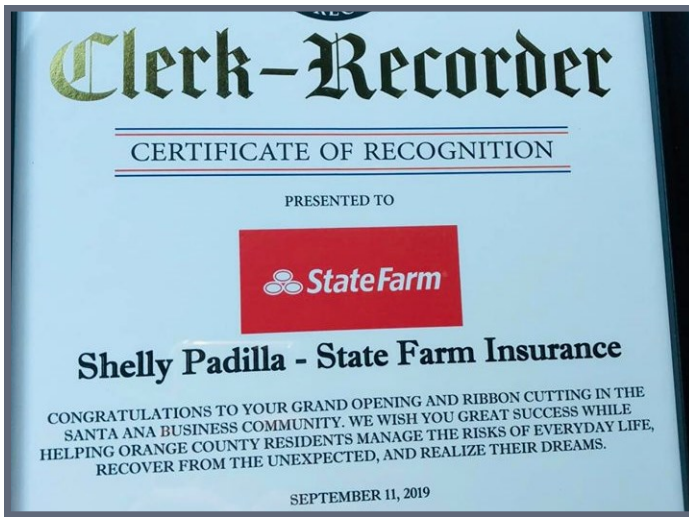 Clerk-Recorder
CERTIFICATE OF RECOGNITION
PRESENTED TO
StateFarm
Shelly Padilla - State Farm Insurance
CONGRATULATIONS TO YOUR GRAND OPENING AND RIBBON CUTTING IN THE
SANTA ANA BUSINESS COMMUNITY. WE WISH YOU GREAT SUCCESS WHILE
HELPING ORANGE COUNTY RESIDENTS MANAGE THE RISKS OF EVERYDAY LIFE,
RECOVER FROM THE UNEXPECTED, AND REALIZE THEIR DREAMS.
SEPTEMBER 11, 2019